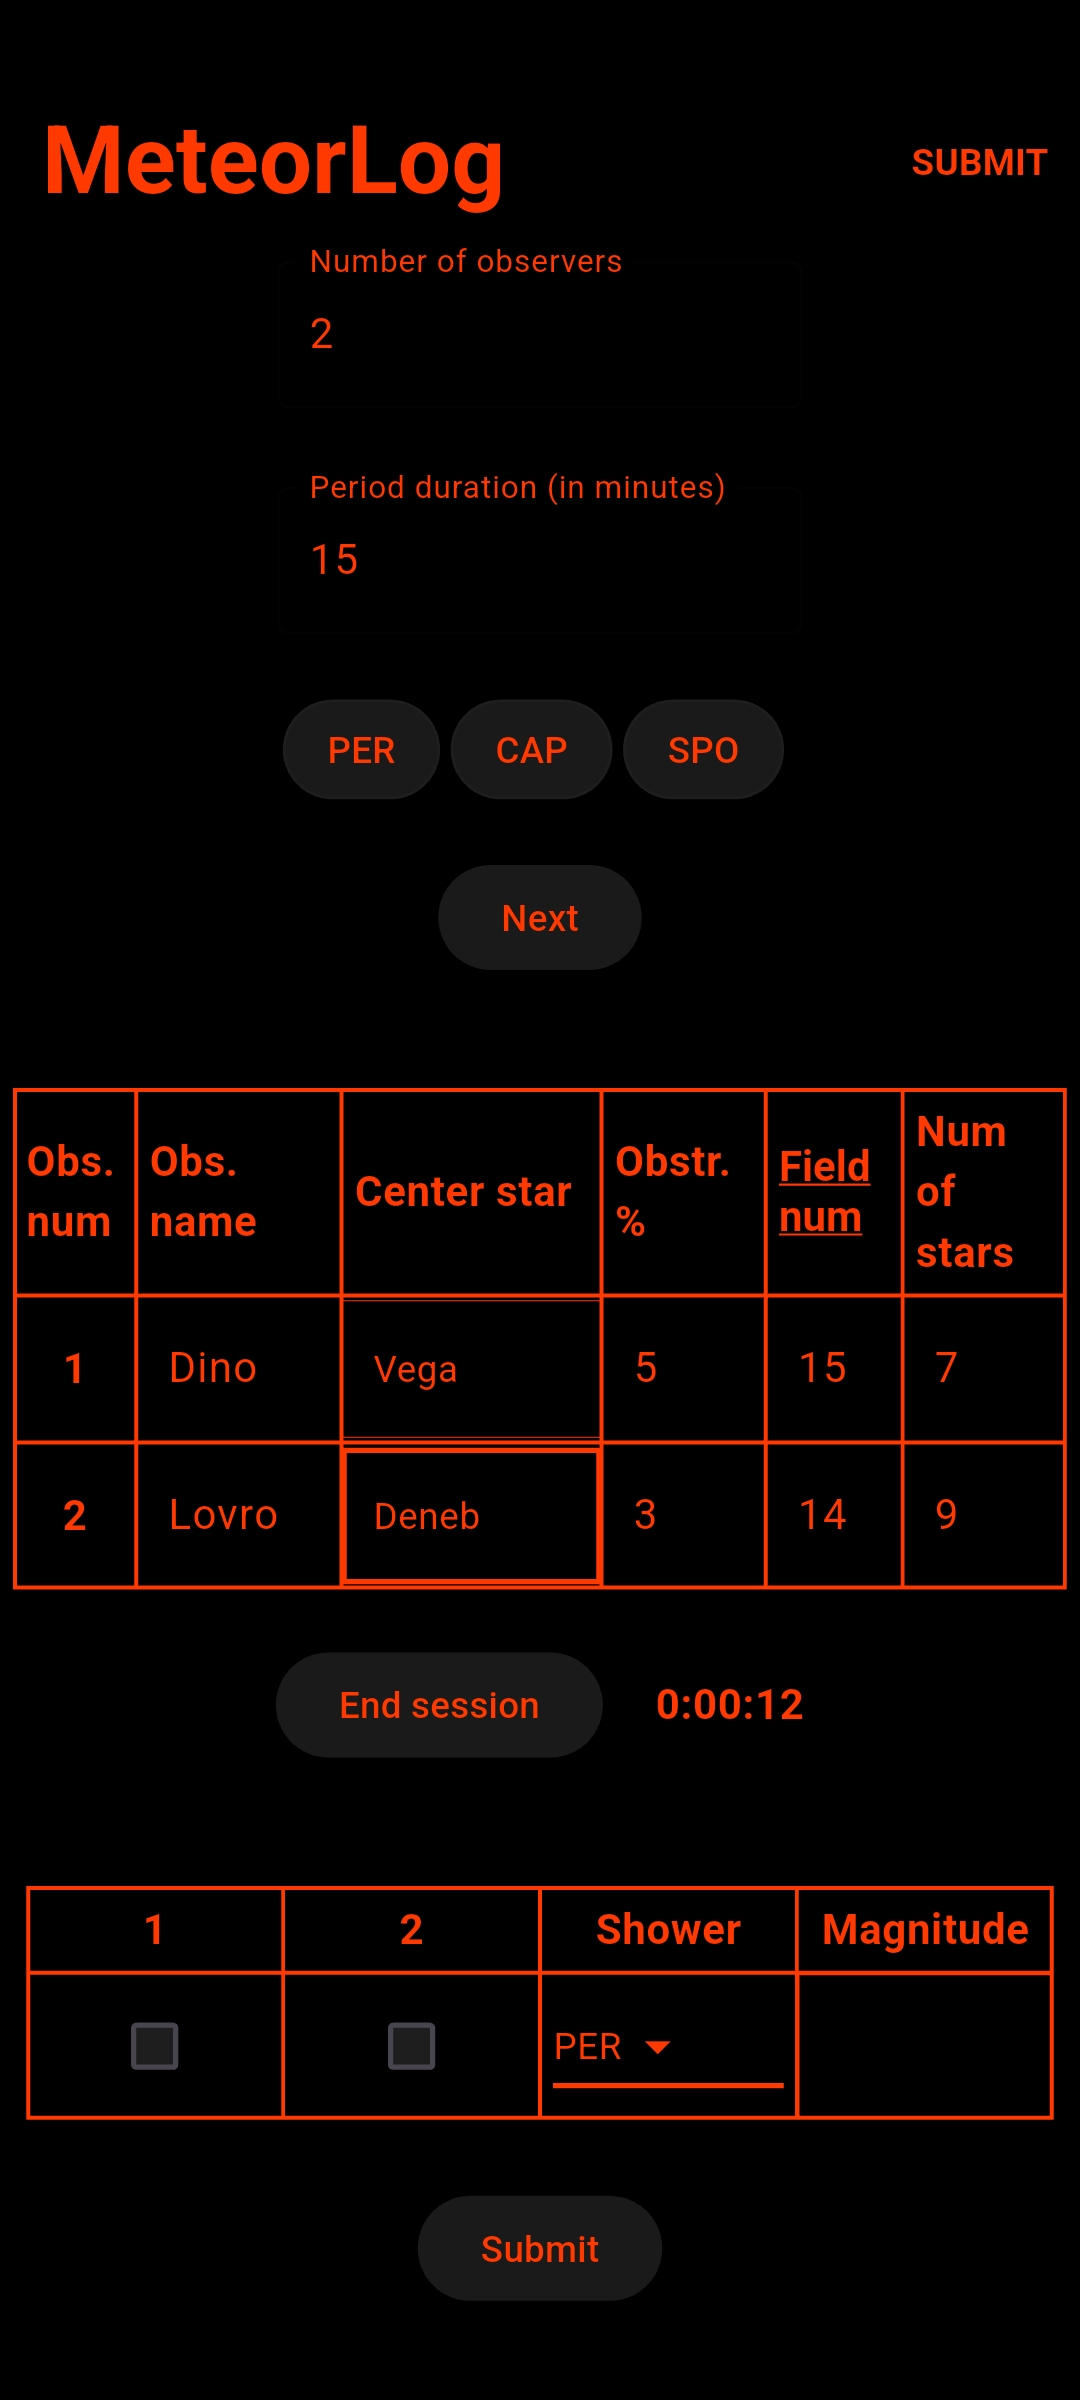 MeteorLog
SUBMIT
Number of observers
2
Period duration (in minutes)
15
PER CAP SPO
Next
Obs. num Obs. name Center star Obstr. % Field num Num of stars
1 Dino Vega 5 15 7
2 Lovro Deneb 3 14 9
End session 0:00:12
1 2 Shower Magnitude
PER
Submit